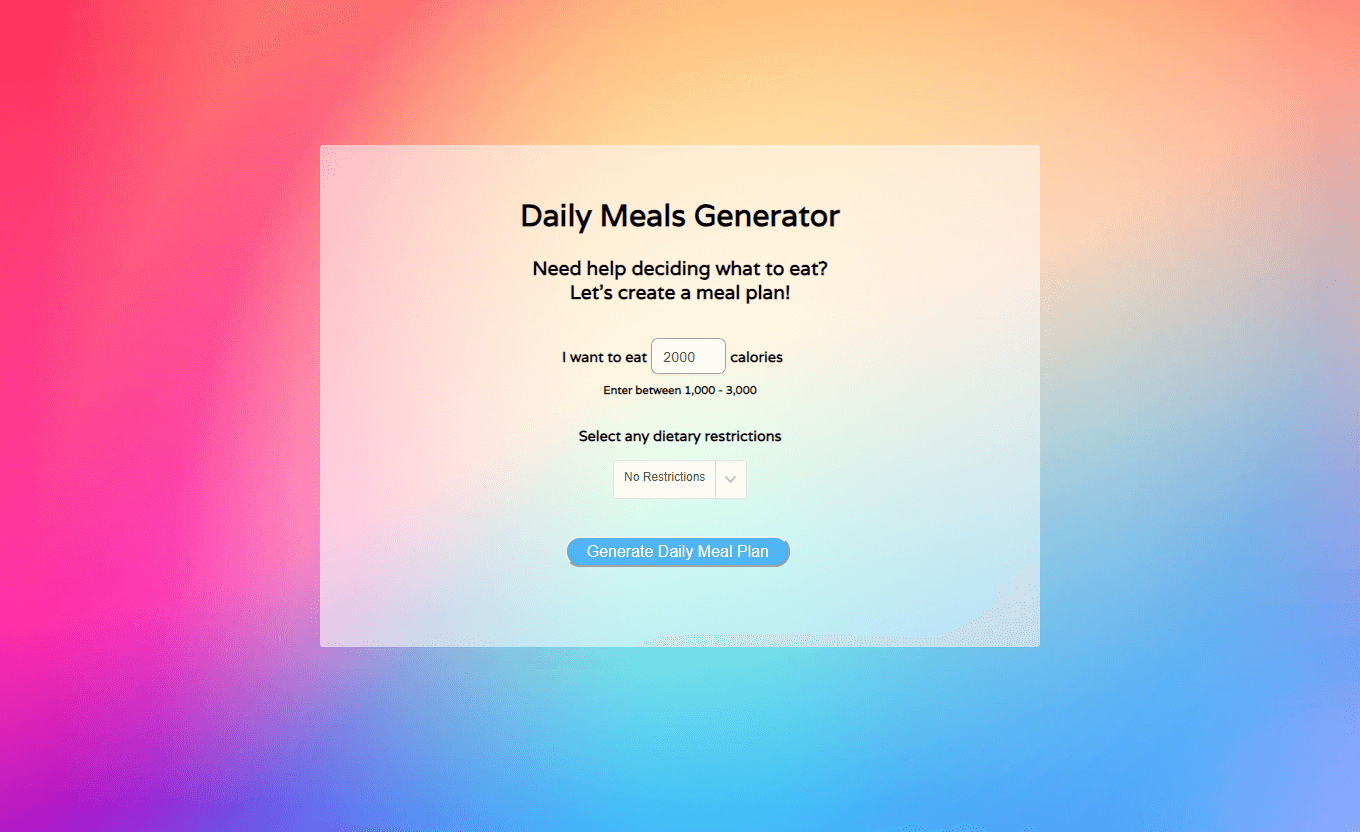 Daily Meals Generator
Need help deciding what to eat?
Let’s create a meal plan!
I want to eat 2000 calories
Enter between 1,000 - 3,000
Select any dietary restrictions
No Restrictions
Generate Daily Meal Plan